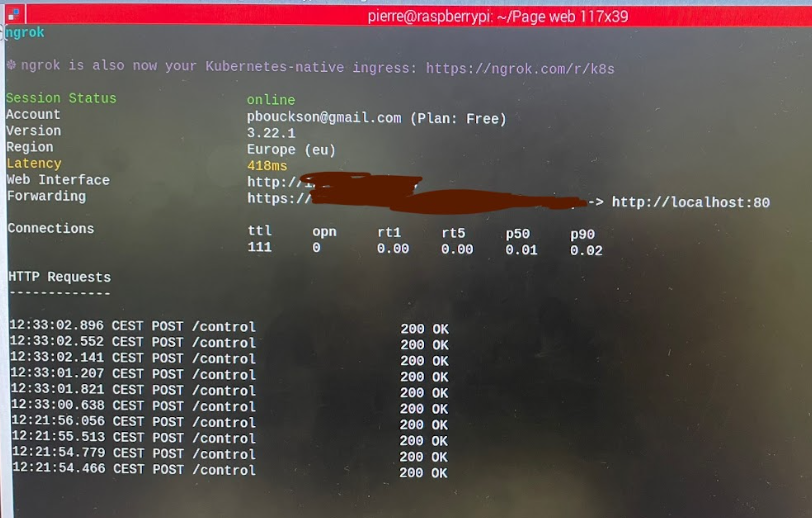 pierre@raspberrypi: ~/Page web 117x39
ngrok
ngrok is also now your Kubernetes-native ingress: https://ngrok.com/r/k8s
Session Status online
Account pbouckson@gmail.com (Plan: Free)
Version 3.22.1
Region Europe (eu)
Latency 418ms
Web Interface http://
Forwarding https:// -> http://localhost:80
Connections ttl opn rt1 rt5 p50 p90
111 0 0.00 0.00 0.01 0.02
HTTP Requests
-------------
12:33:02.896 CEST POST /control 200 OK
12:33:02.552 CEST POST /control 200 OK
12:33:02.141 CEST POST /control 200 OK
12:33:01.207 CEST POST /control 200 OK
12:33:01.821 CEST POST /control 200 OK
12:33:00.638 CEST POST /control 200 OK
12:21:56.056 CEST POST /control 200 OK
12:21:55.513 CEST POST /control 200 OK
12:21:54.779 CEST POST /control 200 OK
12:21:54.466 CEST POST /control 200 OK